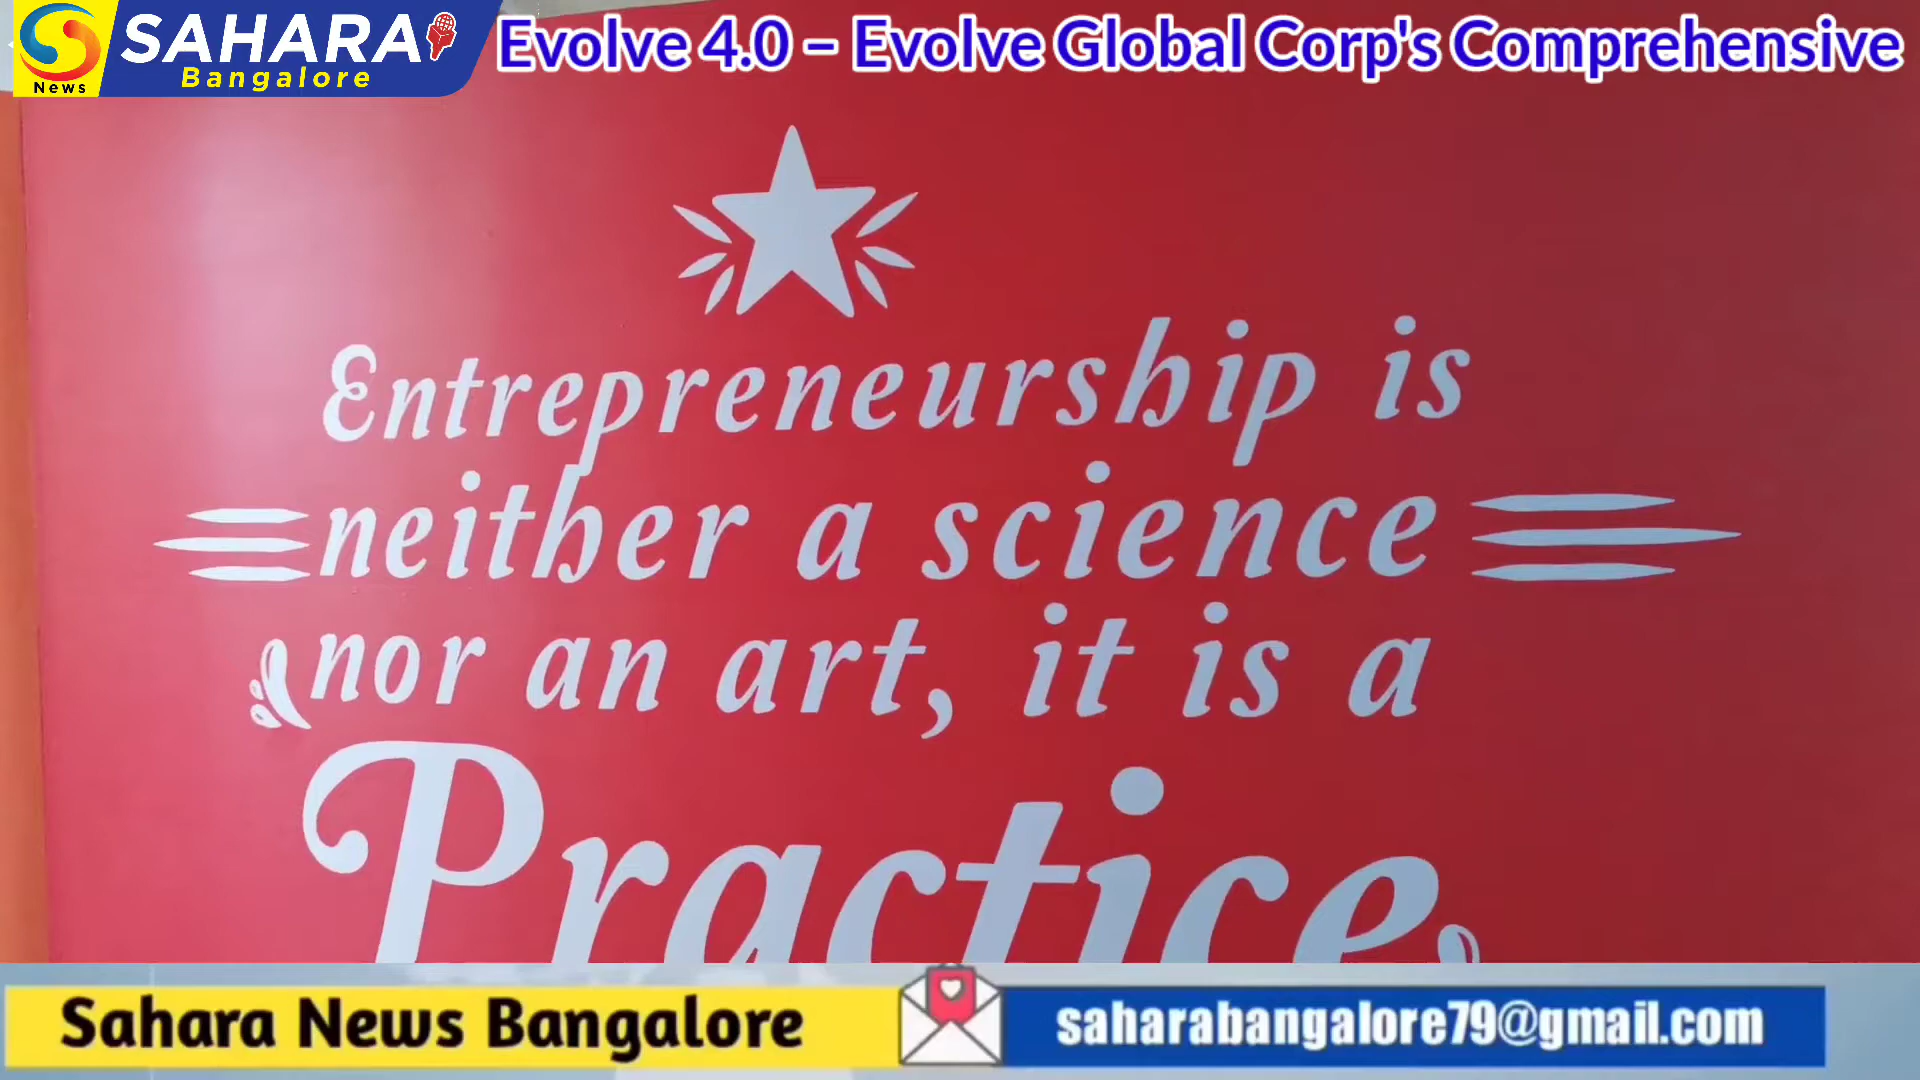 SAHARA
Bangalore
News
Evolve 4.0 – Evolve Global Corp's Comprehensive
Entrepreneurship is
neither a science
nor an art, it is a
Practice
Sahara News Bangalore
saharabangalore79@gmail.com